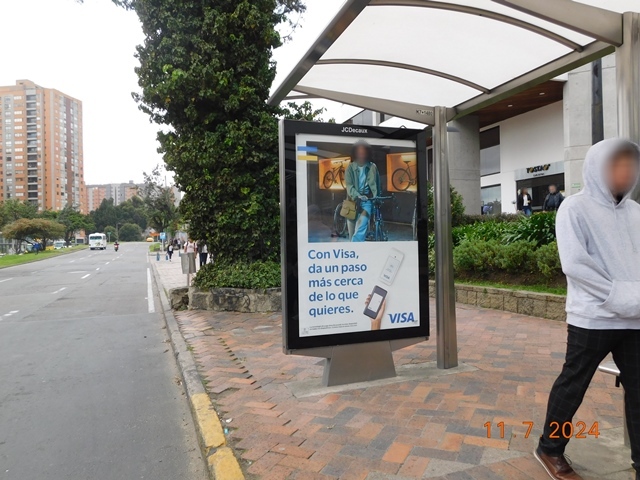 JCDecaux
Con Visa,
da un paso
más cerca
de lo que
quieres.
VISA
11 7 2024